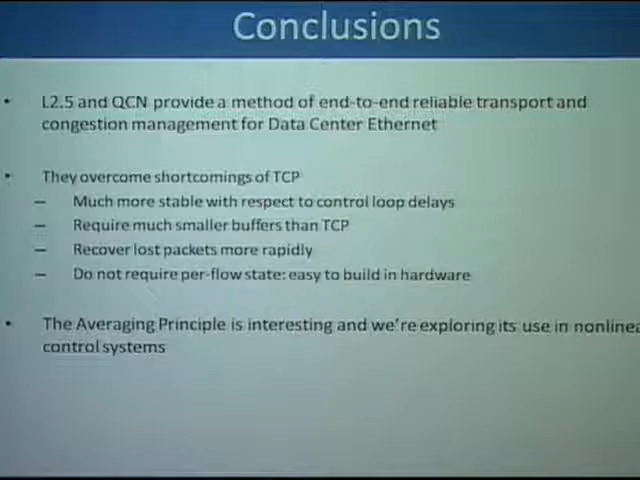 Conclusions
• L2.5 and QCN provide a method of end-to-end reliable transport and
congestion management for Data Center Ethernet
• They overcome shortcomings of TCP
– Much more stable with respect to control loop delays
– Require much smaller buffers than TCP
– Recover lost packets more rapidly
– Do not require per-flow state: easy to build in hardware
• The Averaging Principle is interesting and we're exploring its use in nonlinea
control systems